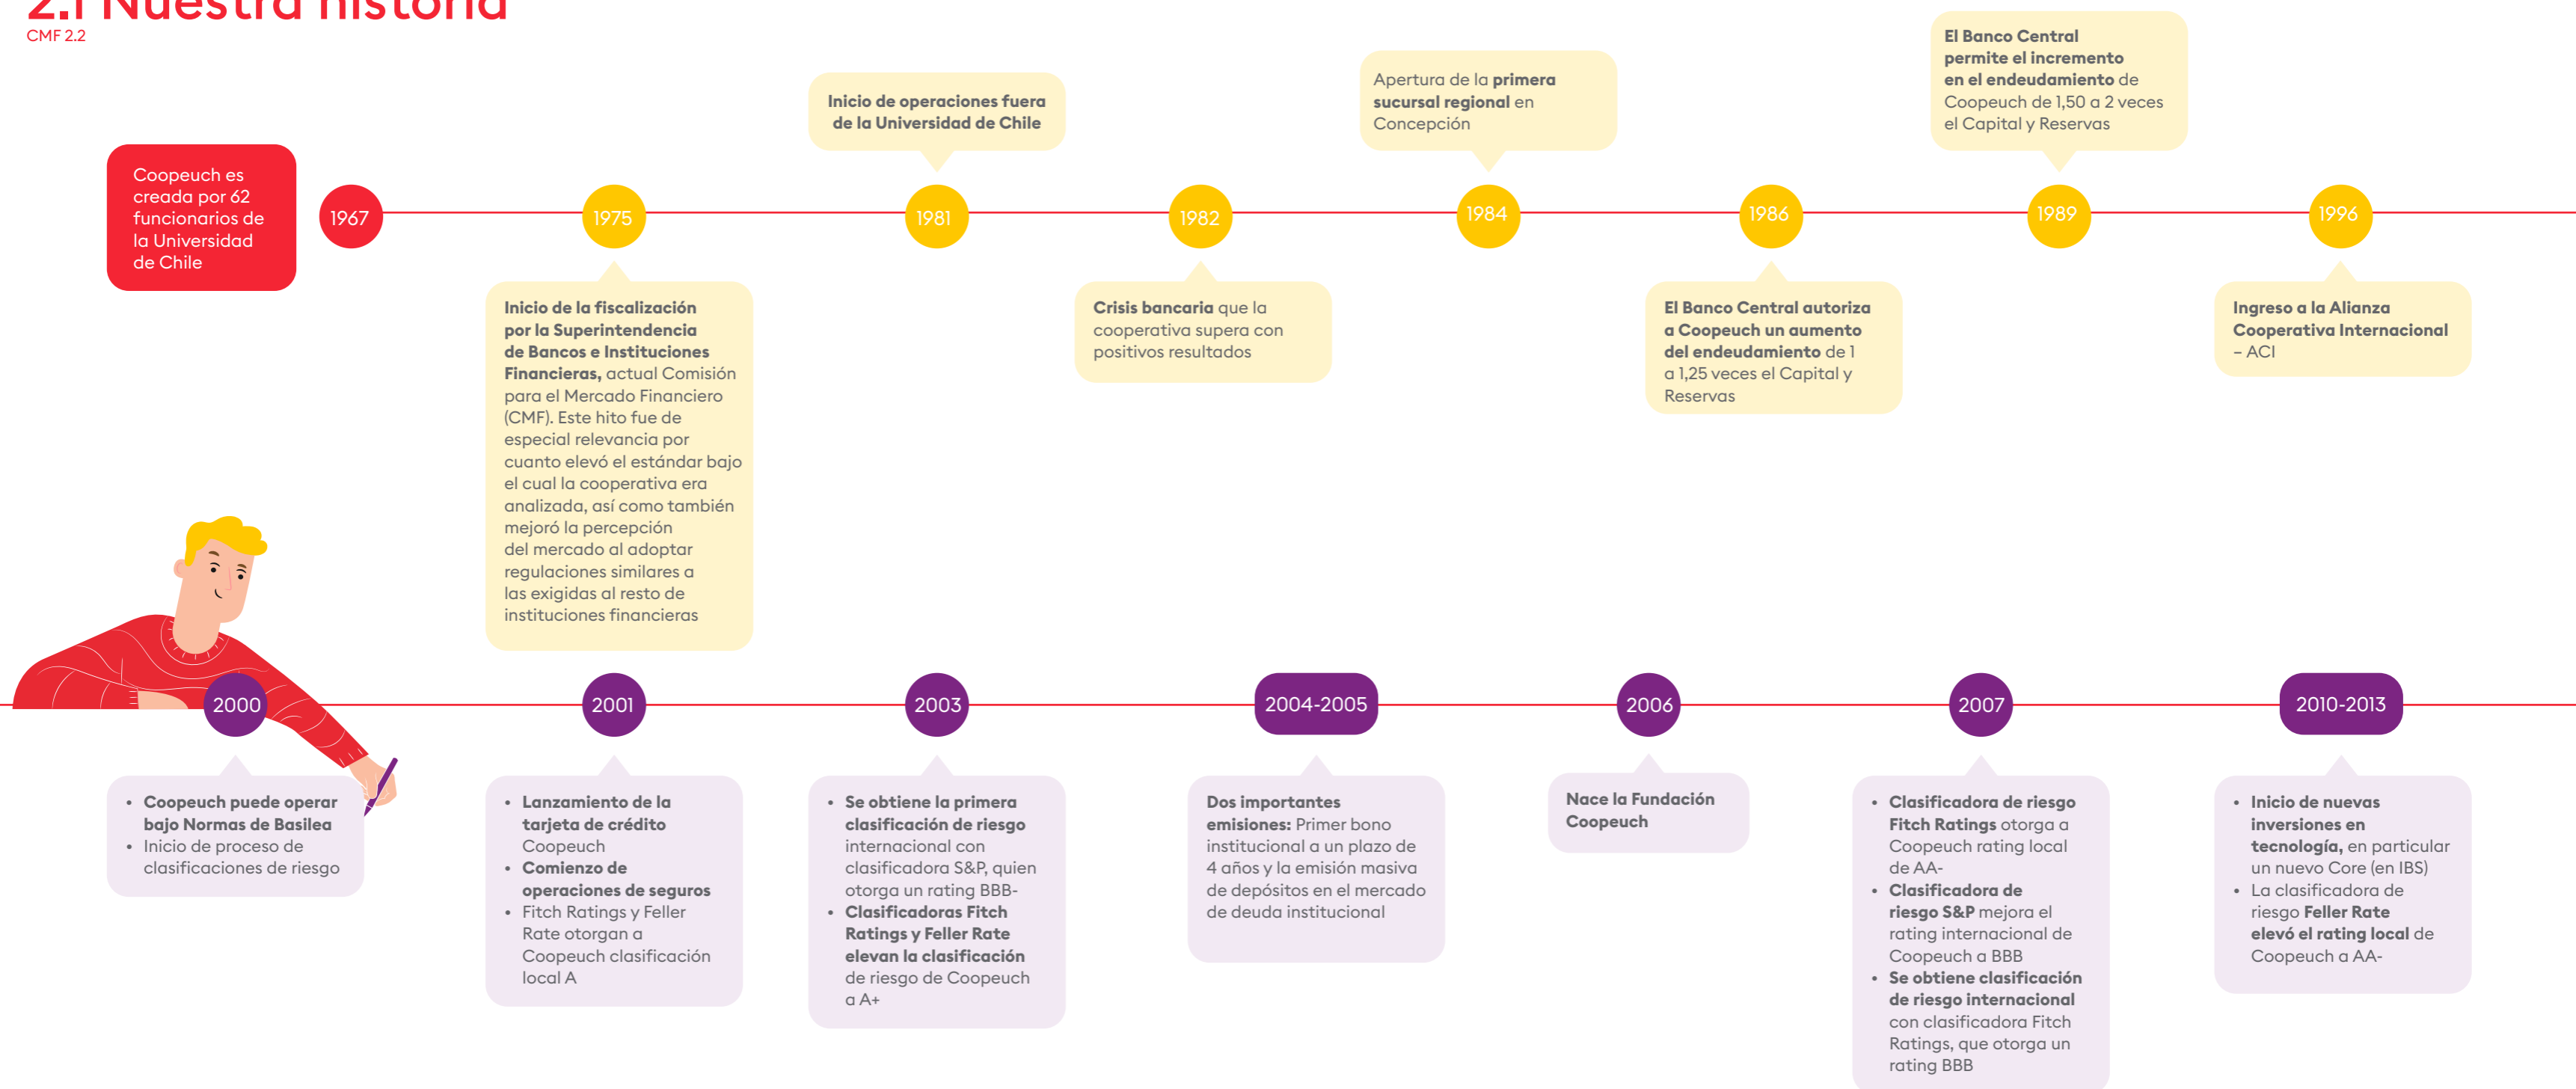 2.1 Nuestra historia
CMF 2.2
Coopeuch es
creada por 62
funcionarios de
la Universidad
de Chile
1967
1975
Inicio de la fiscalización
por la Superintendencia
de Bancos e Instituciones
Financieras, actual Comisión
para el Mercado Financiero
(CMF). Este hito fue de
especial relevancia por
cuanto elevó el estándar bajo
el cual la cooperativa era
analizada, así como también
mejoró la percepción
del mercado al adoptar
regulaciones similares a
las exigidas al resto de
instituciones financieras
Inicio de operaciones fuera
de la Universidad de Chile
1981
1982
Crisis bancaria que la
cooperativa supera con
positivos resultados
Apertura de la primera
sucursal regional en
Concepción
1984
1986
El Banco Central autoriza
a Coopeuch un aumento
del endeudamiento de 1
a 1,25 veces el Capital y
Reservas
El Banco Central
permite el incremento
en el endeudamiento de
Coopeuch de 1,50 a 2 veces
el Capital y Reservas
1989
1996
Ingreso a la Alianza
Cooperativa Internacional
– ACI
2000
• Coopeuch puede operar
bajo Normas de Basilea
• Inicio de proceso de
clasificaciones de riesgo
2001
• Lanzamiento de la
tarjeta de crédito
Coopeuch
• Comienzo de
operaciones de seguros
• Fitch Ratings y Feller
Rate otorgan a
Coopeuch clasificación
local A
2003
• Se obtiene la primera
clasificación de riesgo
internacional con
clasificadora S&P, quien
otorga un rating BBB-
• Clasificadoras Fitch
Ratings y Feller Rate
elevan la clasificación
de riesgo de Coopeuch
a A+
2004-2005
Dos importantes
emisiones: Primer bono
institucional a un plazo de
4 años y la emisión masiva
de depósitos en el mercado
de deuda institucional
2006
Nace la Fundación
Coopeuch
2007
• Clasificadora de riesgo
Fitch Ratings otorga a
Coopeuch rating local
de AA-
• Clasificadora de
riesgo S&P mejora el
rating internacional de
Coopeuch a BBB
• Se obtiene clasificación
de riesgo internacional
con clasificadora Fitch
Ratings, que otorga un
rating BBB
2010-2013
• Inicio de nuevas
inversiones en
tecnología, en particular
un nuevo Core (en IBS)
• La clasificadora de
riesgo Feller Rate
elevó el rating local de
Coopeuch a AA-